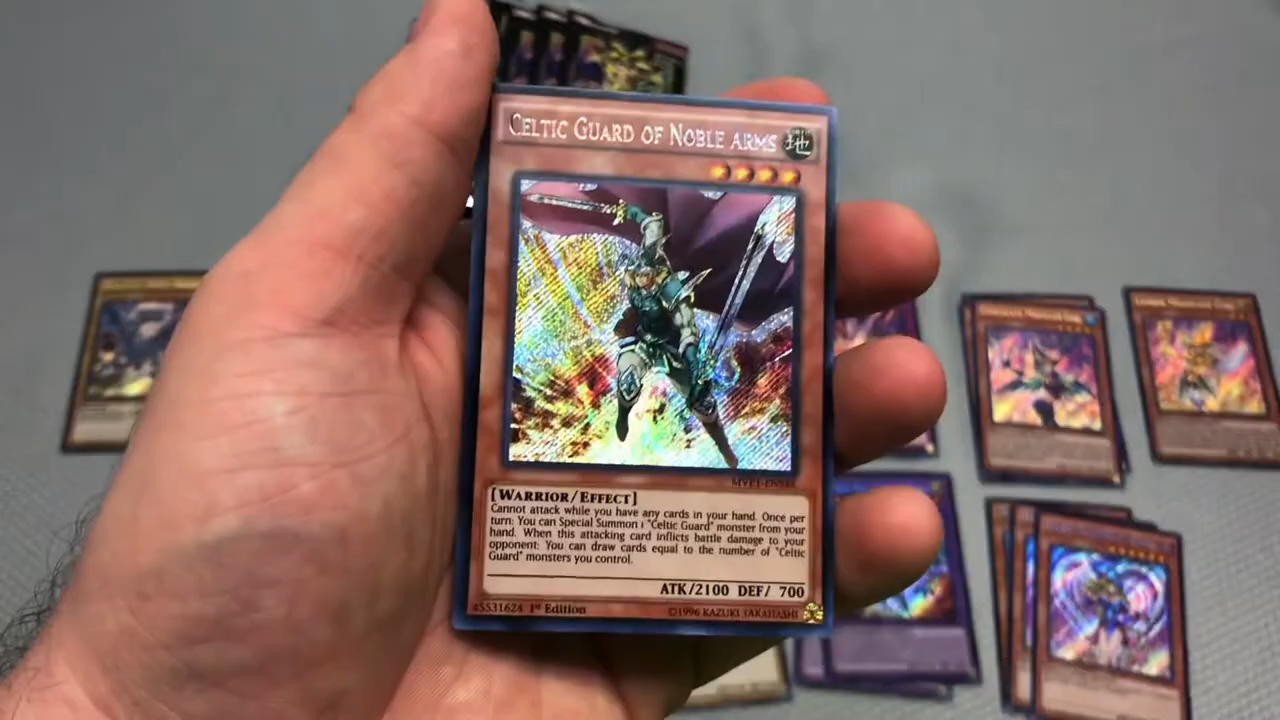 CELTIC GUARD OF NOBLE ARMS
地
[WARRIOR/EFFECT]
Cannot attack while you have any cards in your hand. Once per
turn: You can Special Summon 1 "Celtic Guard" monster from your
hand. When this attacking card inflicts battle damage to your
opponent: You can draw cards equal to the number of "Celtic
Guard" monsters you control.
ATK/2100 DEF/ 700
45531624 1st Edition
©1996 KAZUKI TAKAHASHI